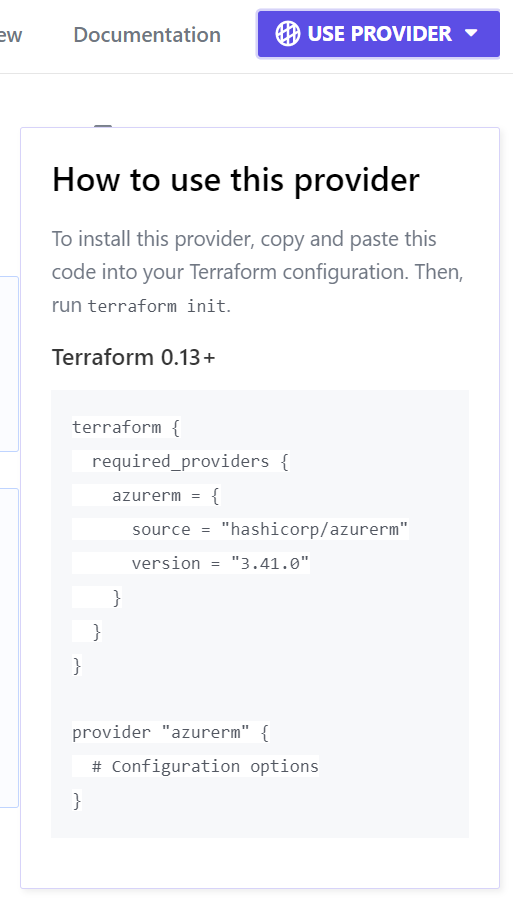 ew Documentation USE PROVIDER
How to use this provider
To install this provider, copy and paste this
code into your Terraform configuration. Then,
run terraform init.
Terraform 0.13+
terraform {
  required_providers {
    azurerm = {
      source = "hashicorp/azurerm"
      version = "3.41.0"
    }
  }
}
provider "azurerm" {
  # Configuration options
}